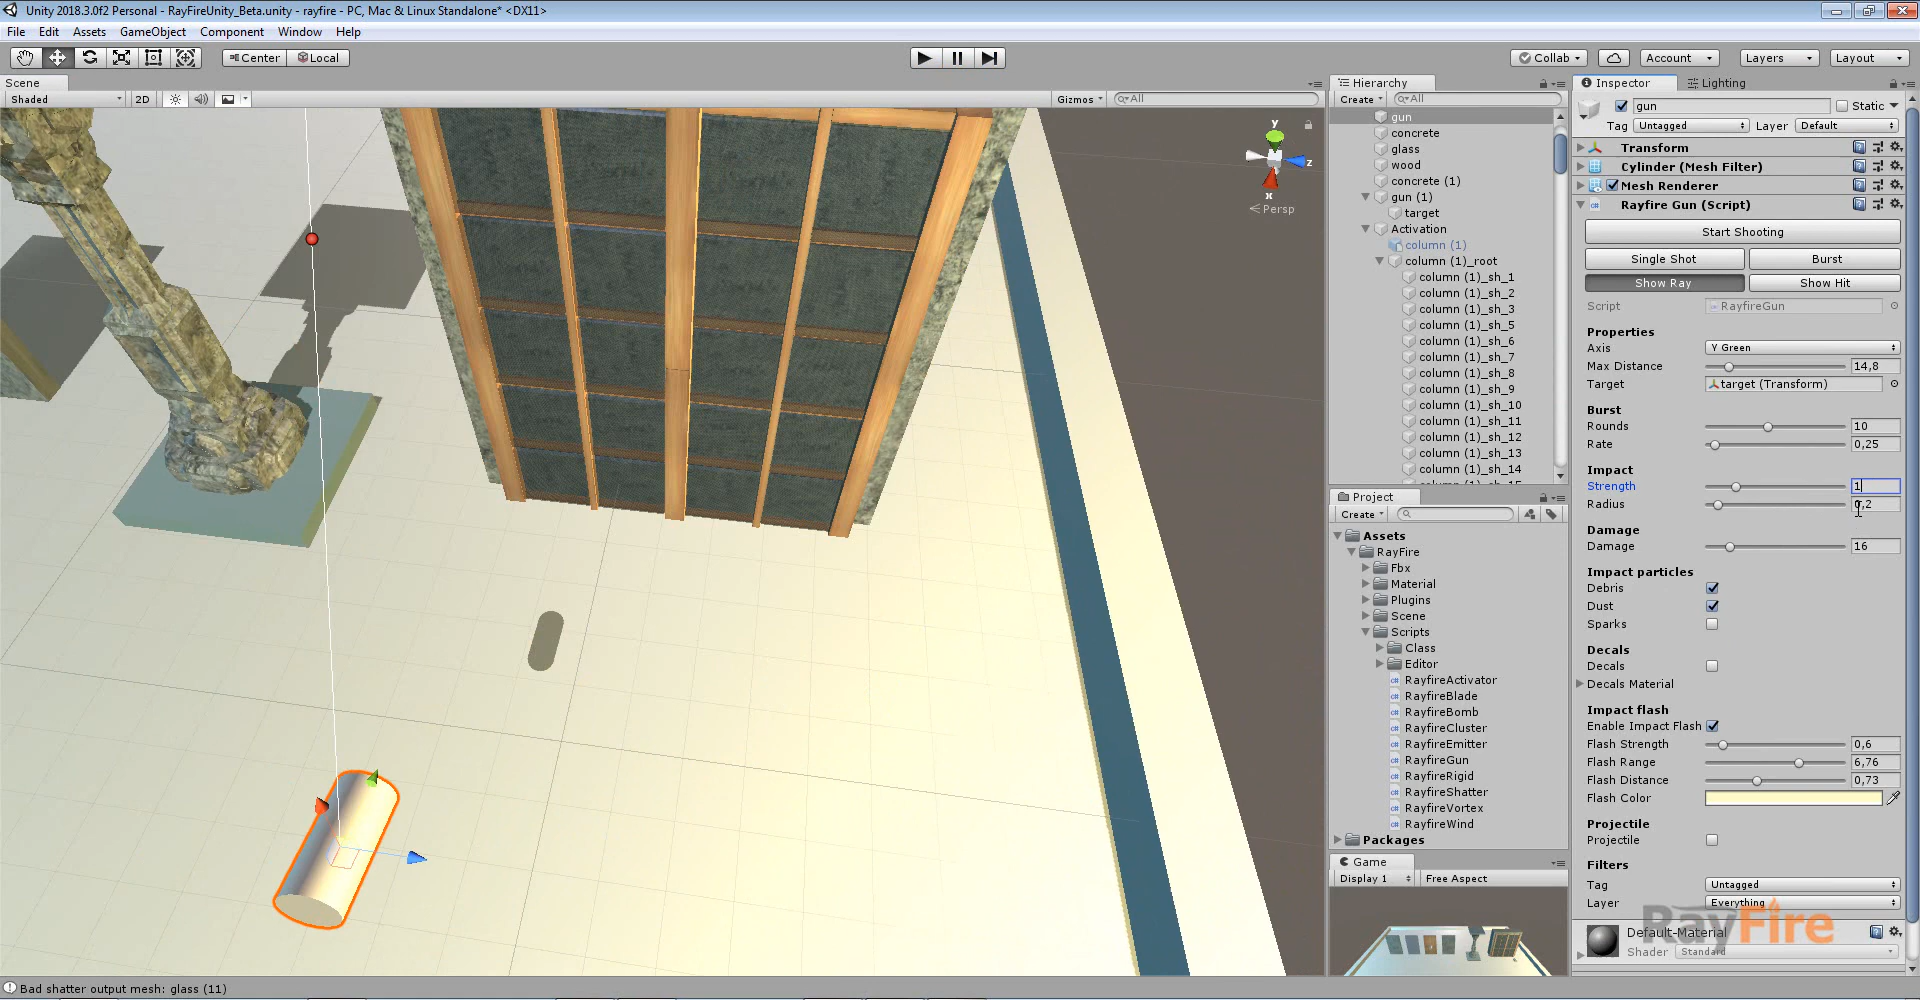 Unity 2018.3.0f2 Personal - RayFireUnity_Beta.unity - rayfire - PC, Mac & Linux Standalone* <DX11>
File Edit Assets GameObject Component Window Help
Center Local Collab Account Layers Layout
Scene
Shaded 2D Gizmos All
y
z
x
Persp
Hierarchy
Create All
gun
concrete
glass
wood
concrete (1)
gun (1)
target
Activation
column (1)
column (1)_root
column (1)_sh_1
column (1)_sh_2
column (1)_sh_3
column (1)_sh_5
column (1)_sh_6
column (1)_sh_7
column (1)_sh_8
column (1)_sh_9
column (1)_sh_10
column (1)_sh_11
column (1)_sh_12
column (1)_sh_13
column (1)_sh_14
Project
Create
Assets
RayFire
Fbx
Material
Plugins
Scene
Scripts
Class
Editor
RayfireActivator
RayfireBlade
RayfireBomb
RayfireCluster
RayfireEmitter
RayfireGun
RayfireRigid
RayfireShatter
RayfireVortex
RayfireWind
Packages
Game
Display 1 Free Aspect
Inspector Lighting
gun Static
Tag Untagged Layer Default
Transform
Cylinder (Mesh Filter)
Mesh Renderer
Rayfire Gun (Script)
Start Shooting
Single Shot Burst
Show Ray Show Hit
Script RayfireGun
Properties
Axis Y Green
Max Distance 14,8
Target target (Transform)
Burst
Rounds 10
Rate 0,25
Impact
Strength 1
Radius 0,2
Damage
Damage 16
Impact particles
Debris
Dust
Sparks
Decals
Decals
Decals Material
Impact flash
Enable Impact Flash
Flash Strength 0,6
Flash Range 6,76
Flash Distance 0,73
Flash Color
Projectile
Projectile
Filters
Tag Untagged
Layer Everything
RayFire
Default-Material
Shader Standard
Bad shatter output mesh: glass (11)